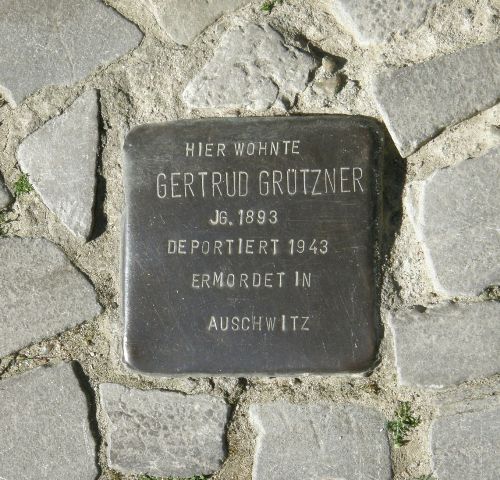 HIER WOHNTE
GERTRUD GRÜTZNER
JG. 1893
DEPORTIERT 1943
ERMORDET IN
AUSCHWITZ